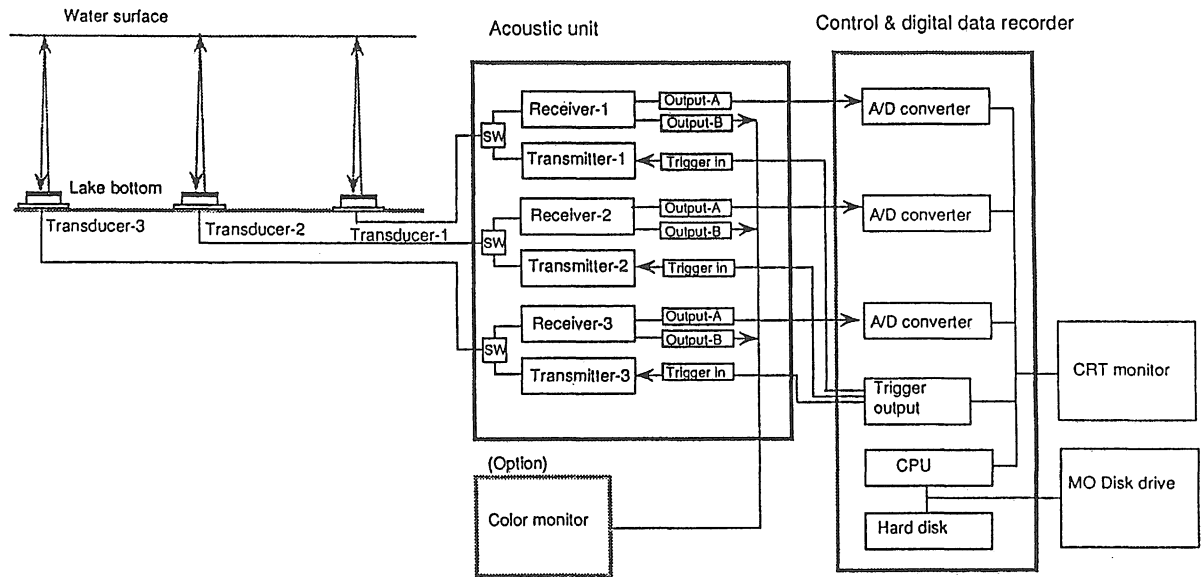 Water surface
Lake bottom
Transducer-3
Transducer-2
Transducer-1
Acoustic unit
SW
Receiver-1
Output-A
Output-B
Transmitter-1
Trigger in
SW
Receiver-2
Output-A
Output-B
Transmitter-2
Trigger in
SW
Receiver-3
Output-A
Output-B
Transmitter-3
Trigger in
(Option)
Color monitor
Control & digital data recorder
A/D converter
A/D converter
A/D converter
Trigger
output
CPU
Hard disk
CRT monitor
MO Disk drive